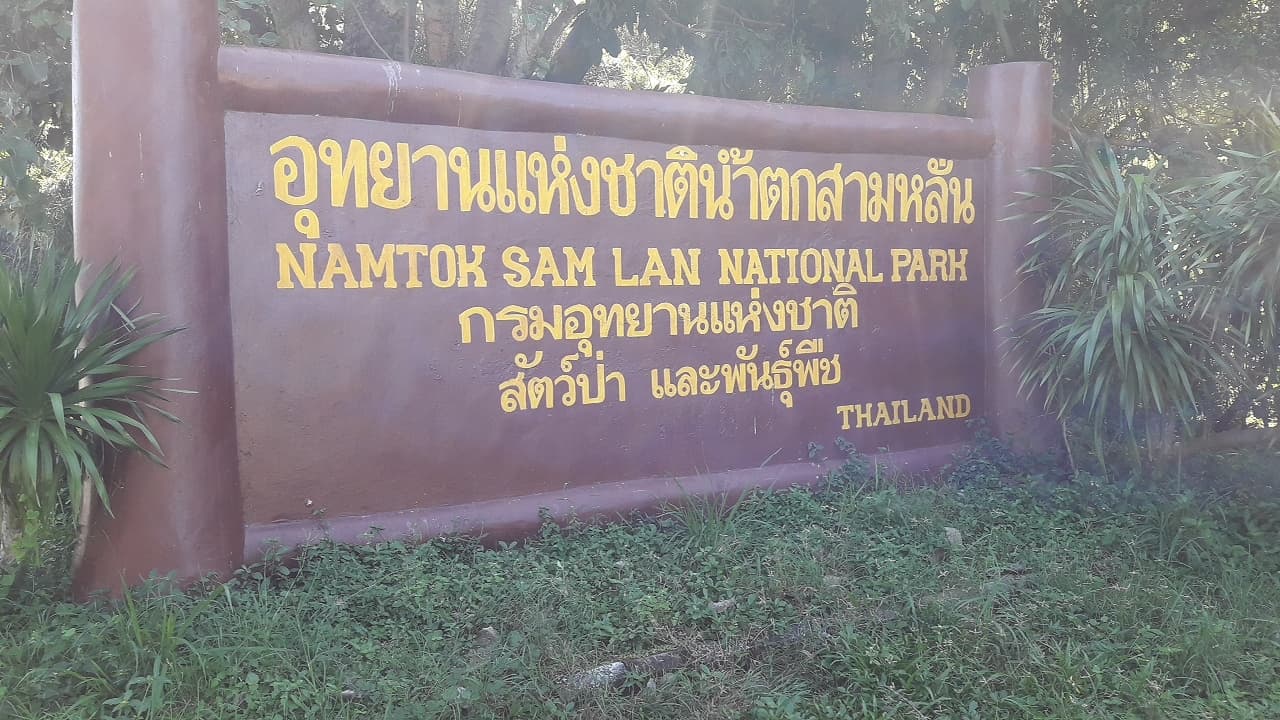 อุทยานแห่งชาติน้ำตกสามหลั่น
NAMTOK SAM LAN NATIONAL PARK
กรมอุทยานแห่งชาติ
สัตว์ป่า และพันธุ์พืช
THAILAND